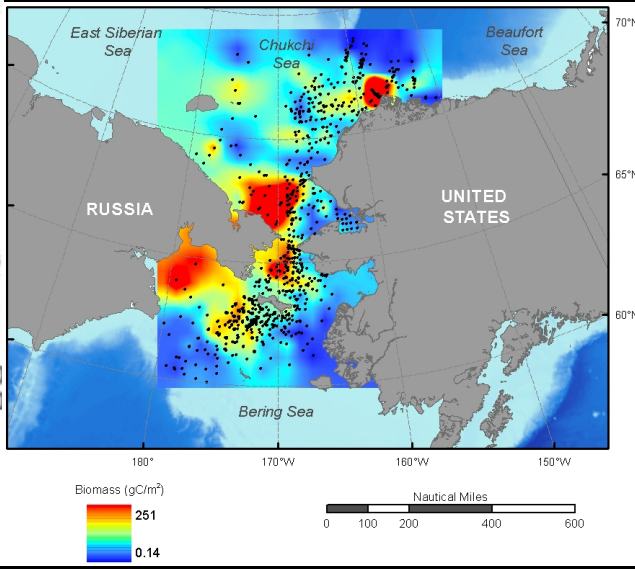 East Siberian
Sea
Chukchi
Sea
Beaufort
Sea
70°N
65°N
RUSSIA
UNITED
STATES
60°N
Bering Sea
180°
170°W
160°W
150°W
Biomass (gC/m²)
251
0.14
Nautical Miles
0 100 200 400 600